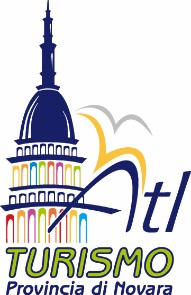 Atl
TURISMO
Provincia di Novara